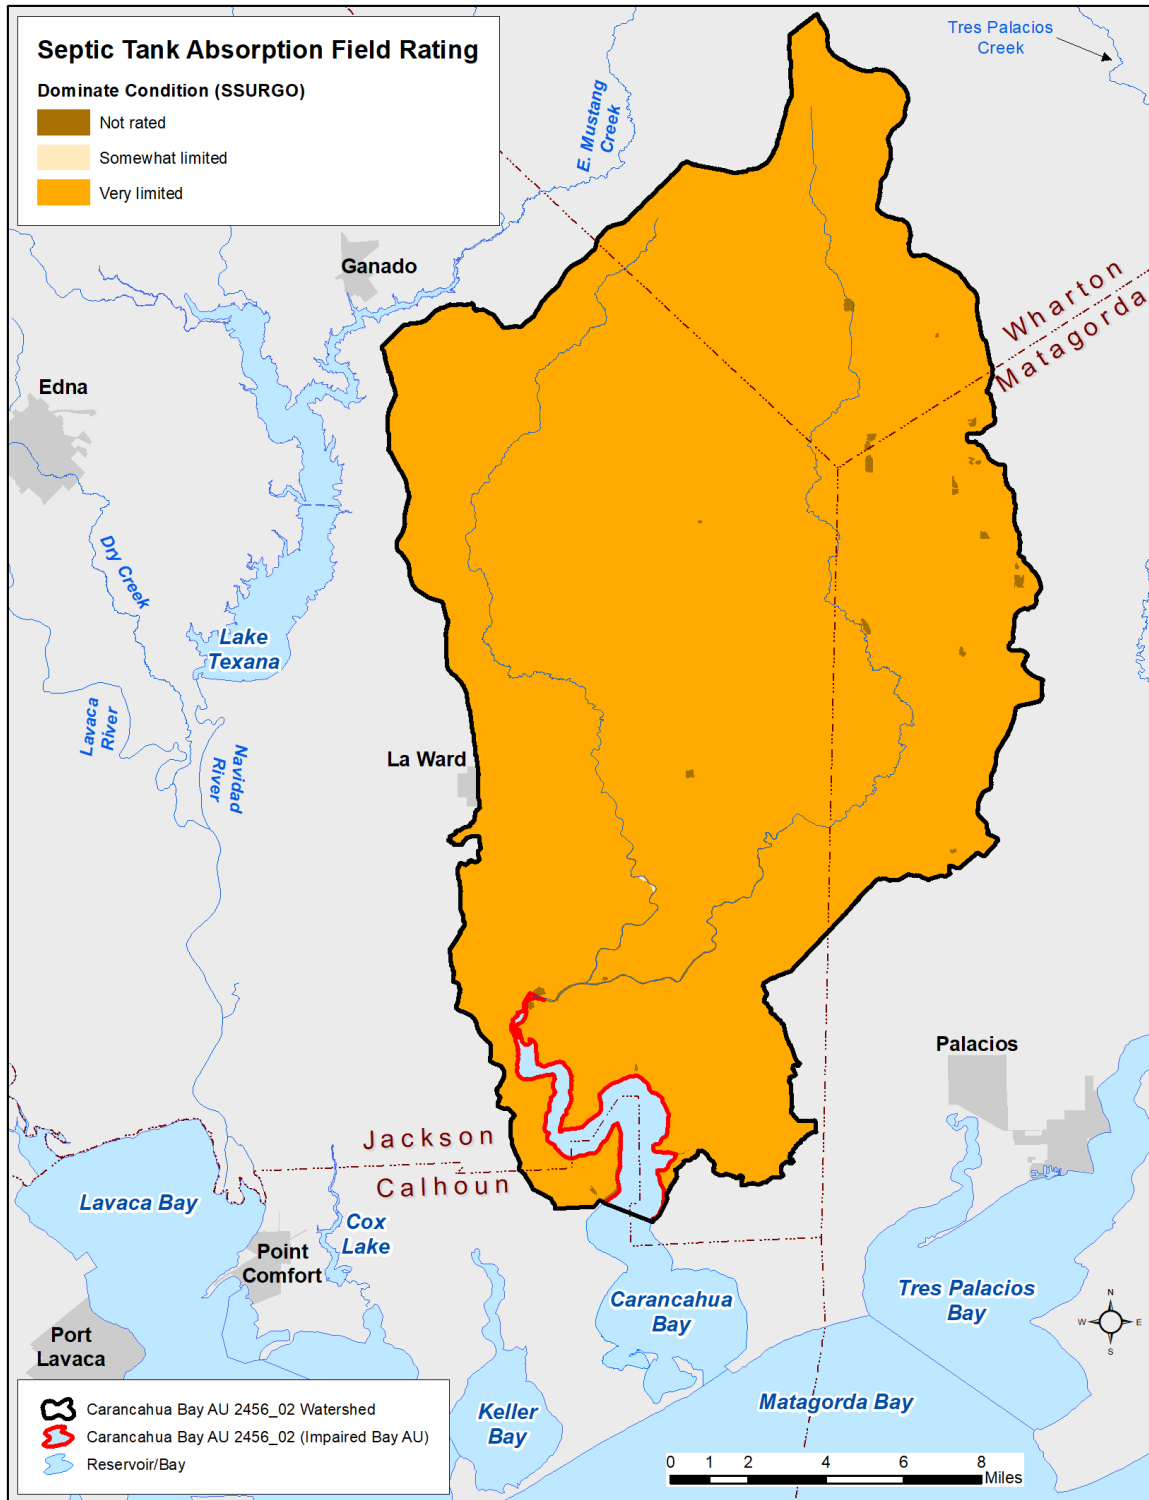 Septic Tank Absorption Field Rating
Dominate Condition (SSURGO)
Not rated
Somewhat limited
Very limited
Tres Palacios
Creek
E. Mustang
Creek
Ganado
Wharton
Matagorda
Edna
Dry Creek
Lake
Texana
Lavaca
River
Navidad
River
La Ward
Palacios
Jackson
Calhoun
Lavaca Bay
Cox
Lake
Point
Comfort
Carancahua
Bay
Tres Palacios
Bay
N
W E
S
Port
Lavaca
Keller
Bay
Matagorda Bay
Carancahua Bay AU 2456_02 Watershed
Carancahua Bay AU 2456_02 (Impaired Bay AU)
Reservoir/Bay
0 1 2 4 6 8
Miles